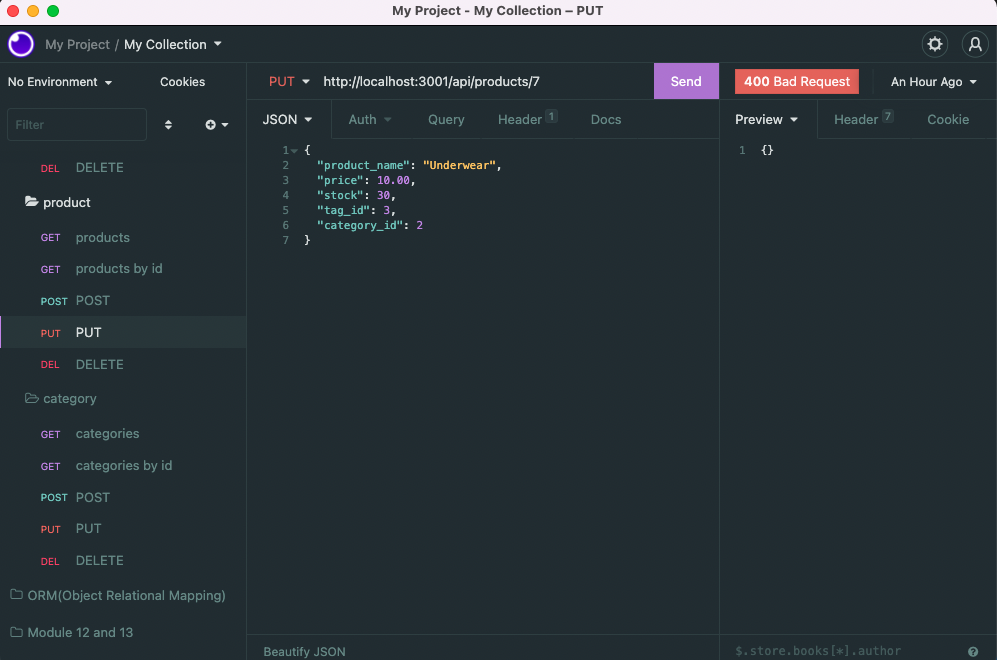 My Project - My Collection – PUT
My Project / My Collection
No Environment Cookies
PUT http://localhost:3001/api/products/7 Send
400 Bad Request An Hour Ago
Filter
JSON Auth Query Header 1 Docs
Preview Header 7 Cookie
DEL DELETE
product
GET products
GET products by id
POST POST
PUT PUT
DEL DELETE
category
GET categories
GET categories by id
POST POST
PUT PUT
DEL DELETE
ORM(Object Relational Mapping)
Module 12 and 13
1 {
2 "product_name": "Underwear",
3 "price": 10.00,
4 "stock": 30,
5 "tag_id": 3,
6 "category_id": 2
7 }
Beautify JSON
1 {}
$.store.books[*].author